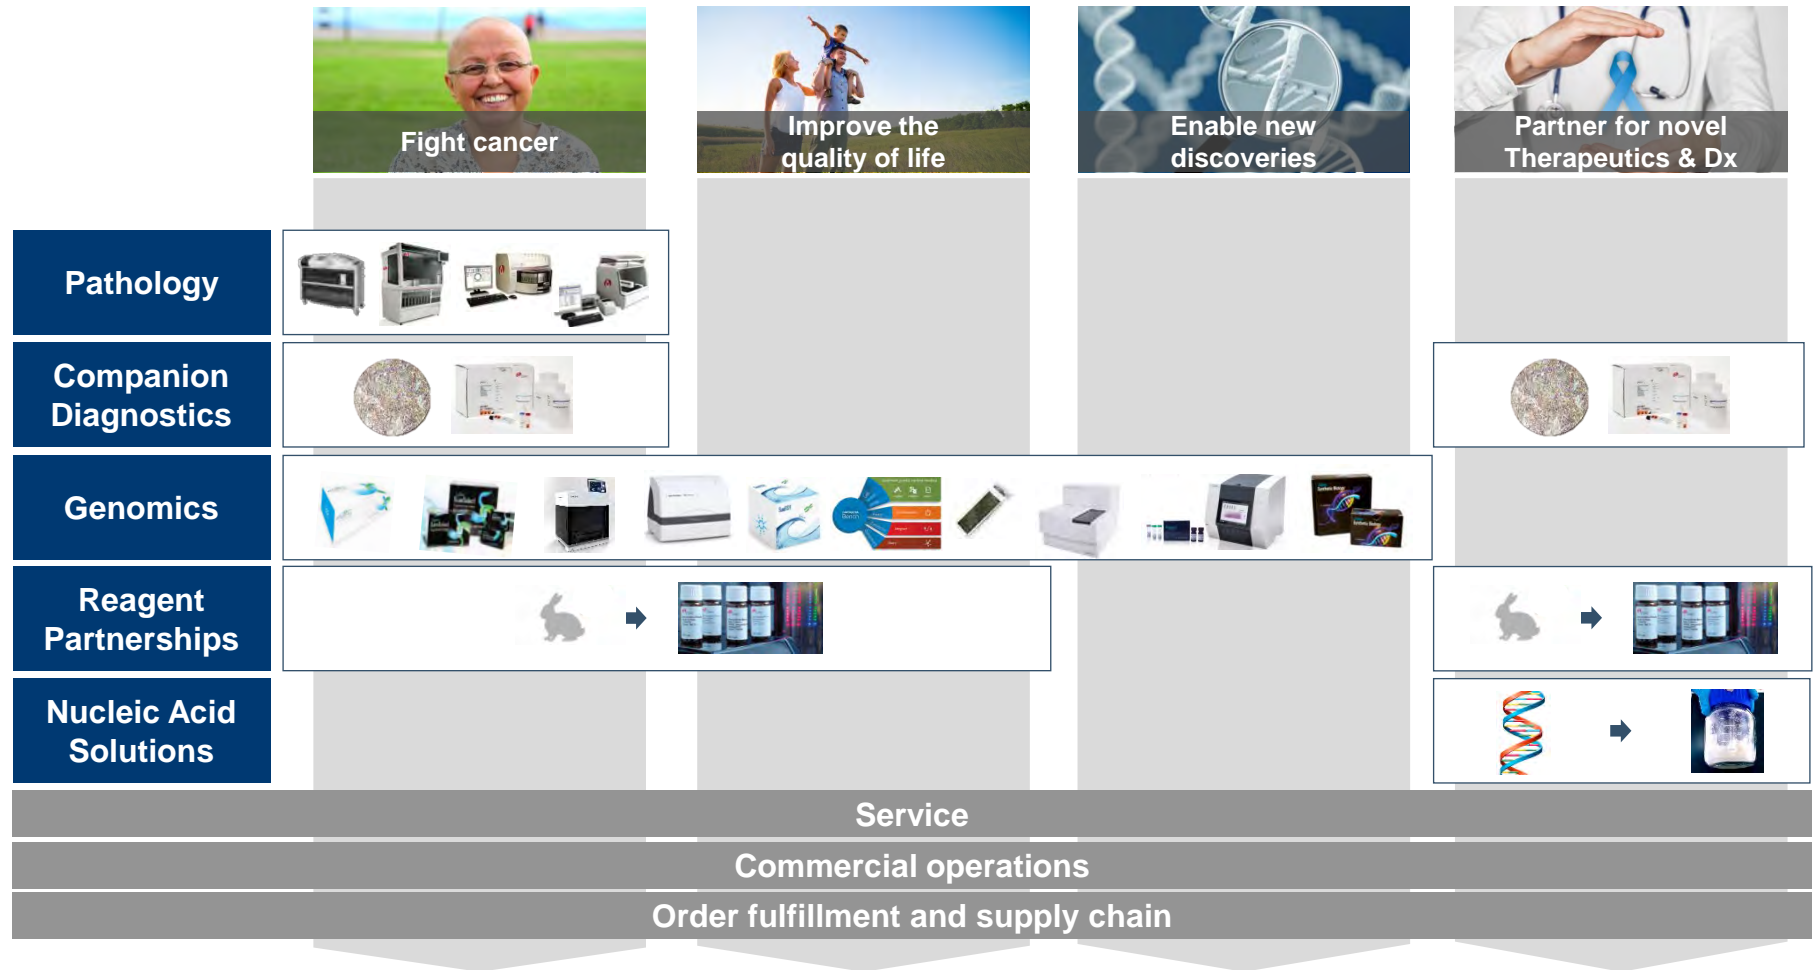 Fight cancer
Improve the
quality of life
Enable new
discoveries
Partner for novel
Therapeutics & Dx
Pathology
Companion
Diagnostics
Genomics
Reagent
Partnerships
Nucleic Acid
Solutions
Service
Commercial operations
Order fulfillment and supply chain